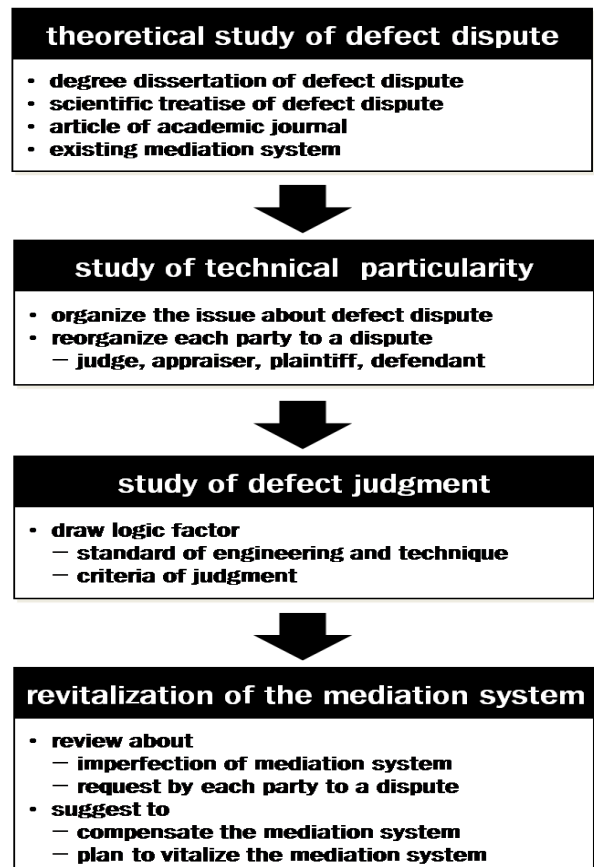 theoretical study of defect dispute
• degree dissertation of defect dispute
• scientific treatise of defect dispute
• article of academic journal
• existing mediation system
study of technical particularity
• organize the issue about defect dispute
• reorganize each party to a dispute
– judge, appraiser, plaintiff, defendant
study of defect judgment
• draw logic factor
– standard of engineering and technique
– criteria of judgment
revitalization of the mediation system
• review about
– imperfection of mediation system
– request by each party to a dispute
• suggest to
– compensate the mediation system
– plan to vitalize the mediation system